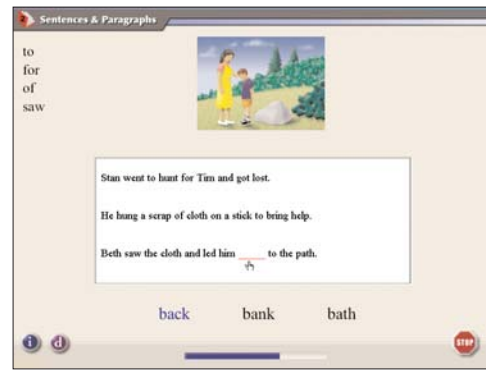 2 Sentences & Paragraphs
to
for
of
saw
Stan went to hunt for Tim and got lost.
He hung a scrap of cloth on a stick to bring help.
Beth saw the cloth and led him ____ to the path.
back bank bath
i d
STOP